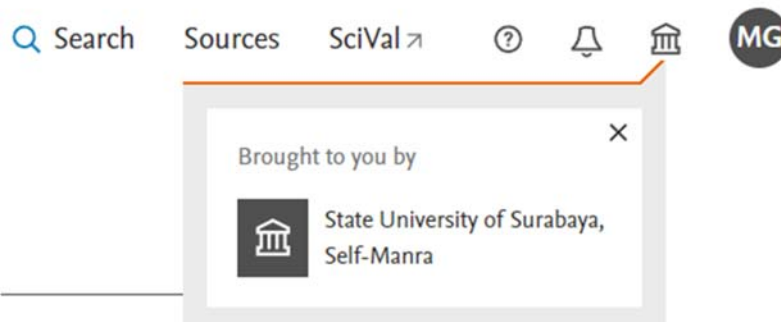 Search Sources SciVal ↗ ? MG
Brought to you by ×
State University of Surabaya,
Self-Manra